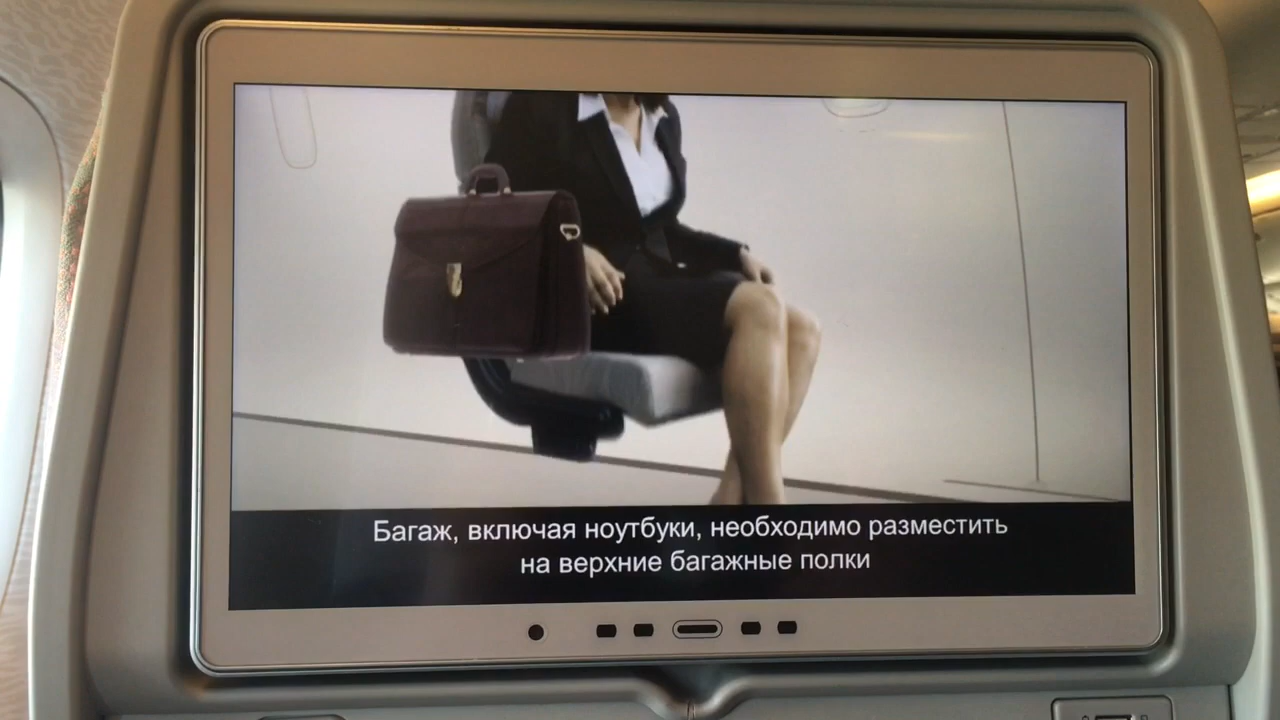 Багаж, включая ноутбуки, необходимо разместить
на верхние багажные полки